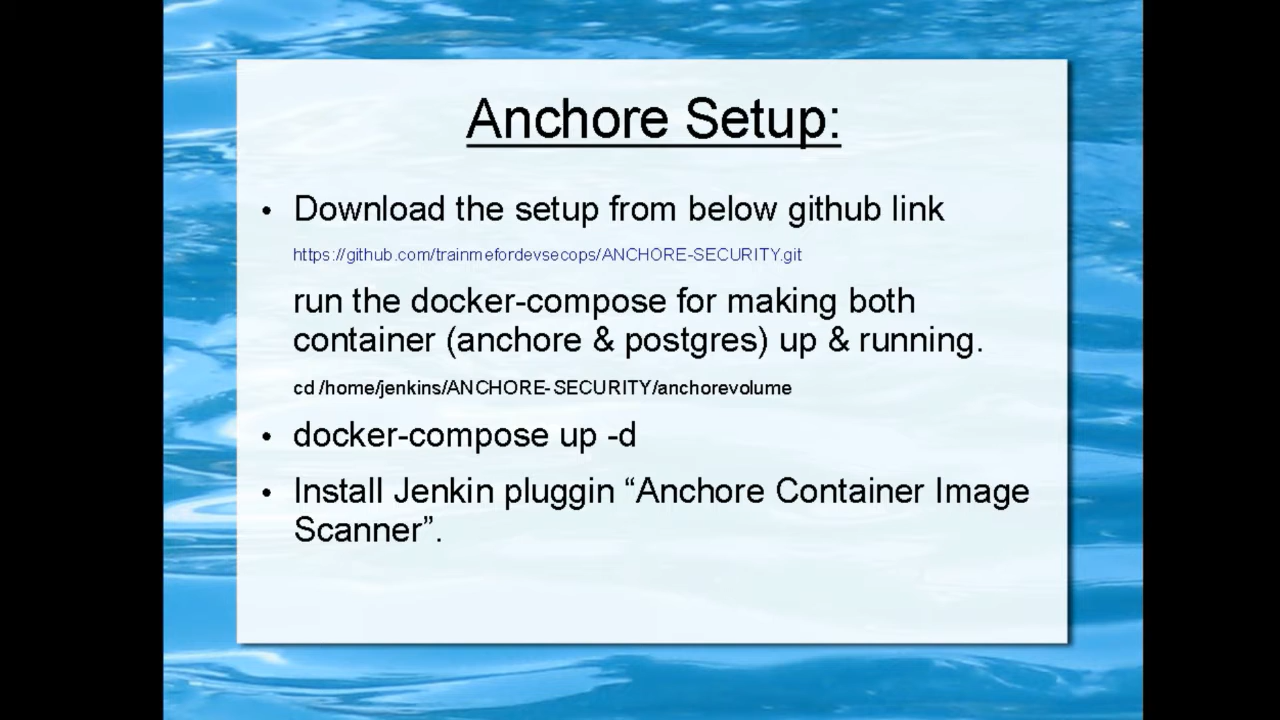 Anchore Setup:
• Download the setup from below github link
https://github.com/trainmefordevsecops/ANCHORE-SECURITY.git
run the docker-compose for making both
container (anchore & postgres) up & running.
cd /home/jenkins/ANCHORE-SECURITY/anchorevolume
• docker-compose up -d
• Install Jenkin pluggin “Anchore Container Image
Scanner”.